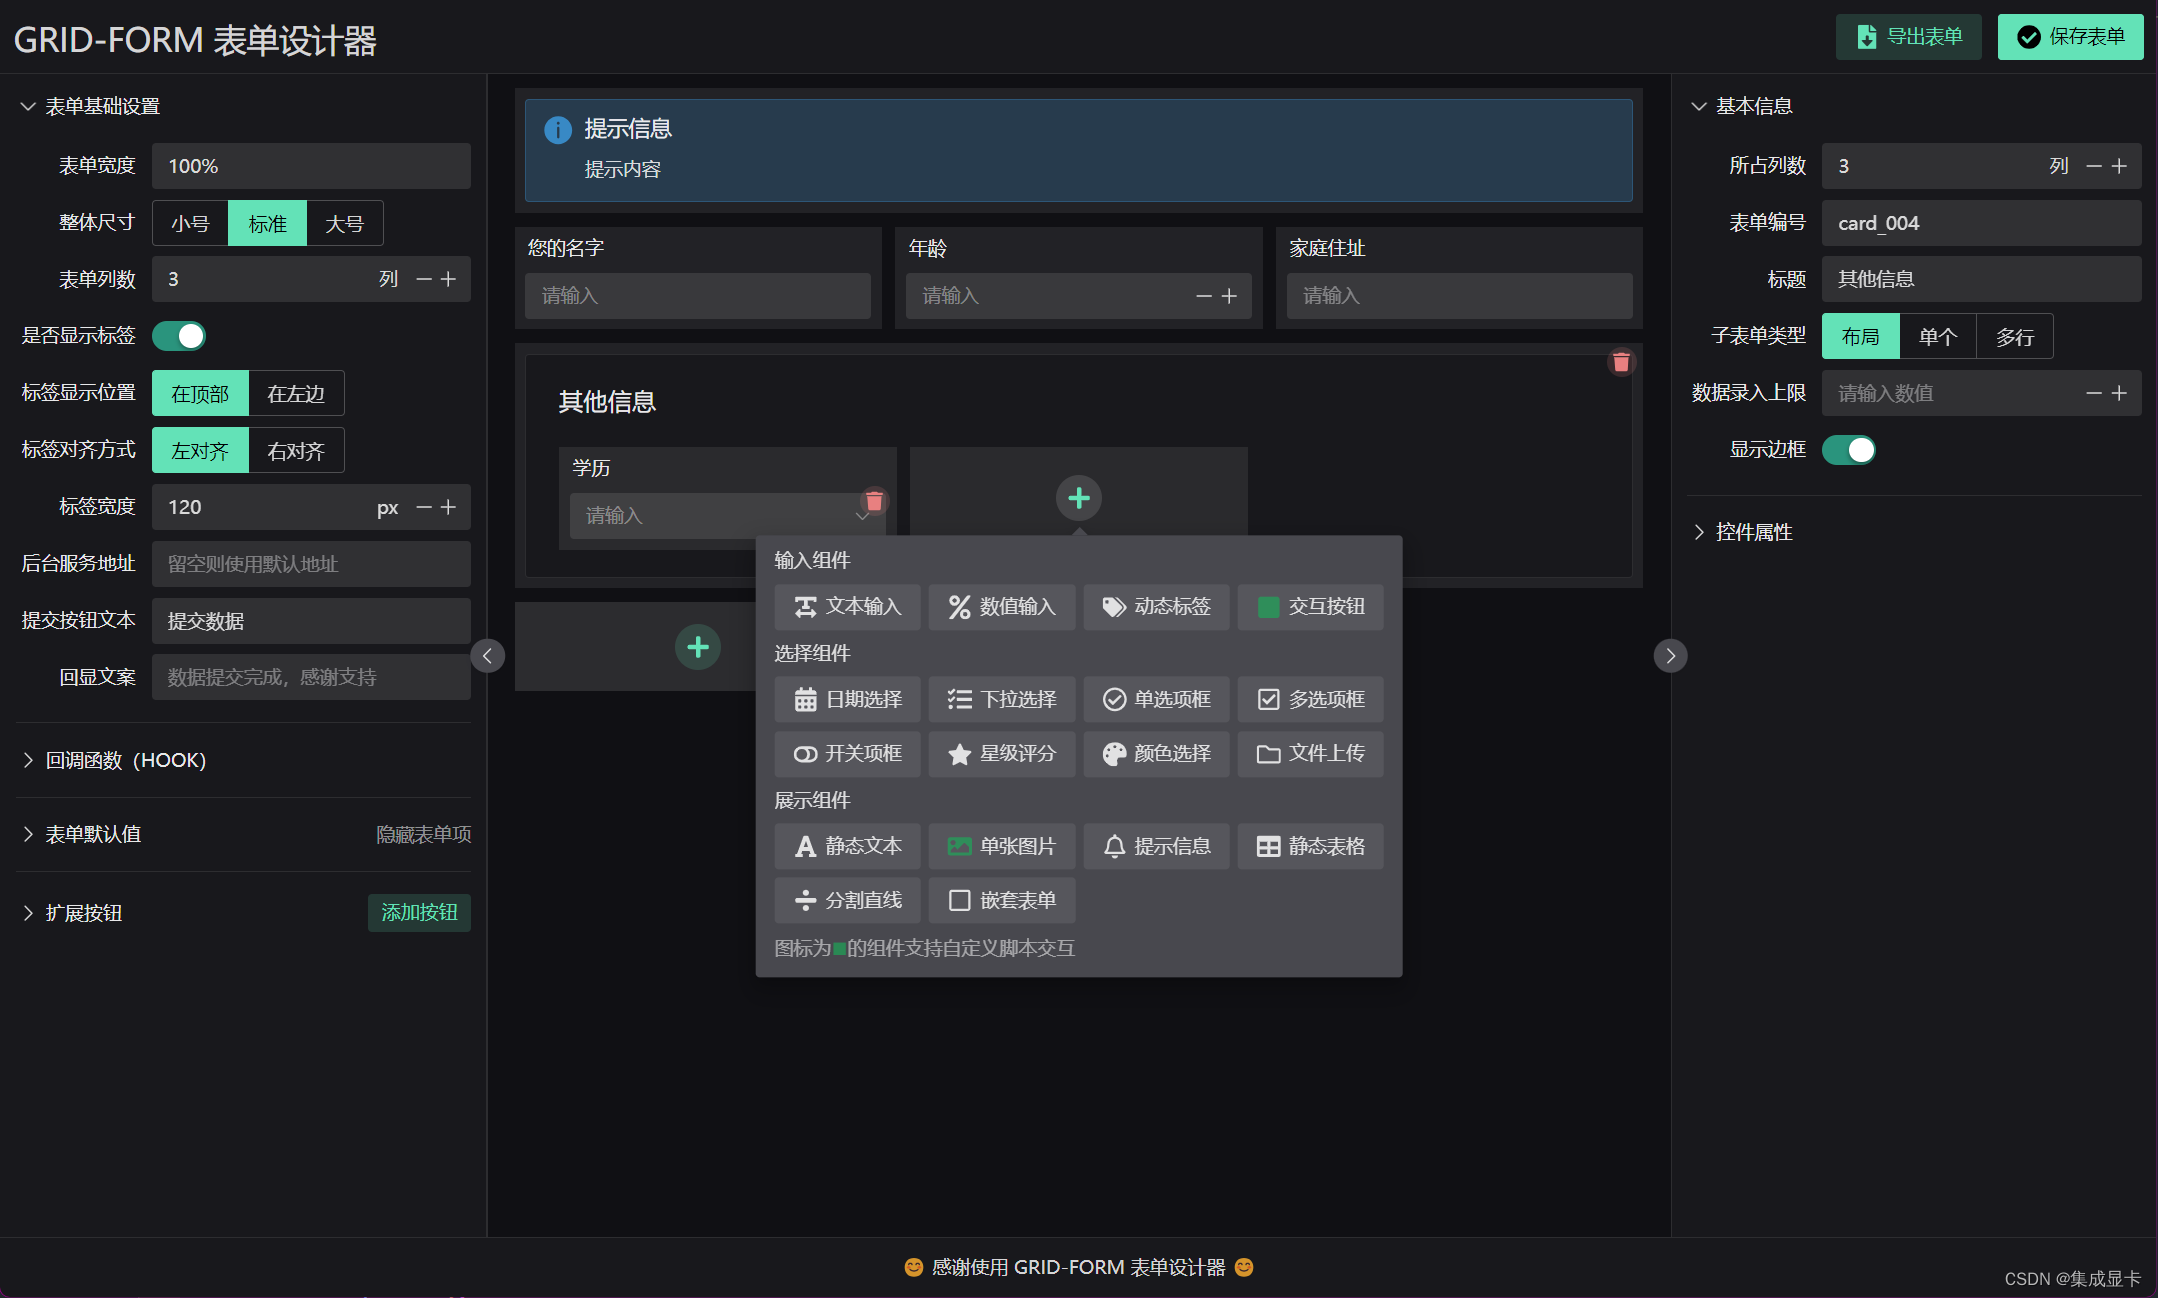 GRID-FORM 表单设计器
导出表单
保存表单
表单基础设置
表单宽度 100%
整体尺寸 小号 标准 大号
表单列数 3 列
是否显示标签
标签显示位置 在顶部 在左边
标签对齐方式 左对齐 右对齐
标签宽度 120 px
后台服务地址 留空则使用默认地址
提交按钮文本 提交数据
回显文案 数据提交完成，感谢支持
回调函数（HOOK）
表单默认值 隐藏表单项
扩展按钮 添加按钮
提示信息
提示内容
您的名字 年龄 家庭住址
请输入 请输入 请输入
其他信息
学历
请输入
输入组件
文本输入 数值输入 动态标签 交互按钮
选择组件
日期选择 下拉选择 单选项框 多选项框
开关项框 星级评分 颜色选择 文件上传
展示组件
静态文本 单张图片 提示信息 静态表格
分割直线 嵌套表单
图标为■的组件支持自定义脚本交互
基本信息
所占列数 3 列
表单编号 card_004
标题 其他信息
子表单类型 布局 单个 多行
数据录入上限 请输入数值
显示边框
控件属性
😊 感谢使用 GRID-FORM 表单设计器 😊
CSDN @集成显卡